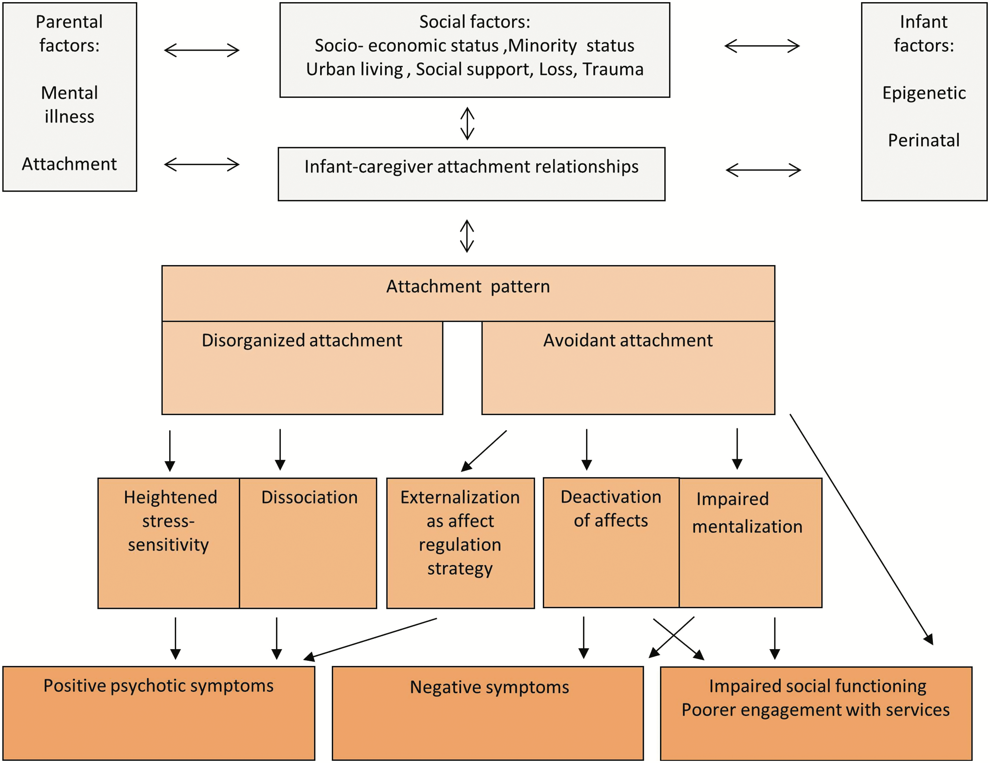 Parental
factors:
Mental
illness
Attachment
Social factors:
Socio- economic status ,Minority status
Urban living , Social support, Loss, Trauma
Infant
factors:
Epigenetic
Perinatal
Infant-caregiver attachment relationships
Attachment pattern
Disorganized attachment
Avoidant attachment
Heightened
stress-
sensitivity
Dissociation
Externalization
as affect
regulation
strategy
Deactivation
of affects
Impaired
mentalization
Positive psychotic symptoms
Negative symptoms
Impaired social functioning
Poorer engagement with services